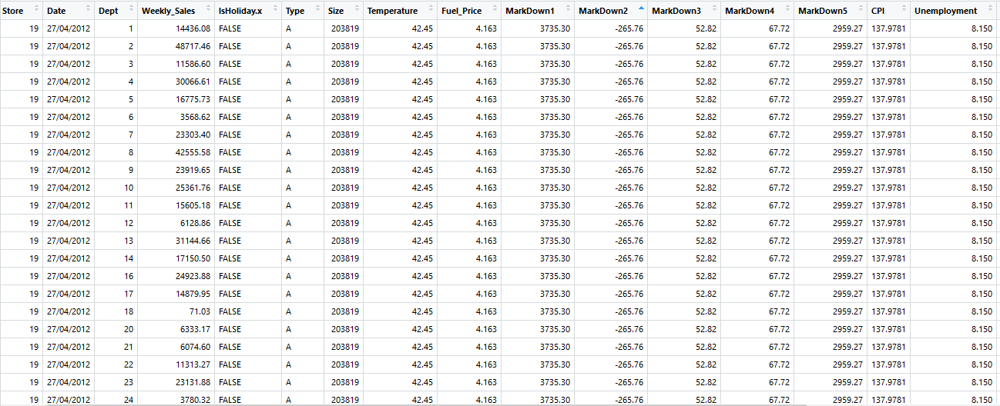 Store Date Dept Weekly_Sales IsHoliday.x Type Size Temperature Fuel_Price MarkDown1 MarkDown2 MarkDown3 MarkDown4 MarkDown5 CPI Unemployment
19 27/04/2012 1 14436.08 FALSE A 203819 42.45 4.163 3735.30 -265.76 52.82 67.72 2959.27 137.9781 8.150
19 27/04/2012 2 48717.46 FALSE A 203819 42.45 4.163 3735.30 -265.76 52.82 67.72 2959.27 137.9781 8.150
19 27/04/2012 3 11586.60 FALSE A 203819 42.45 4.163 3735.30 -265.76 52.82 67.72 2959.27 137.9781 8.150
19 27/04/2012 4 30066.61 FALSE A 203819 42.45 4.163 3735.30 -265.76 52.82 67.72 2959.27 137.9781 8.150
19 27/04/2012 5 16775.73 FALSE A 203819 42.45 4.163 3735.30 -265.76 52.82 67.72 2959.27 137.9781 8.150
19 27/04/2012 6 3568.62 FALSE A 203819 42.45 4.163 3735.30 -265.76 52.82 67.72 2959.27 137.9781 8.150
19 27/04/2012 7 23303.40 FALSE A 203819 42.45 4.163 3735.30 -265.76 52.82 67.72 2959.27 137.9781 8.150
19 27/04/2012 8 42555.58 FALSE A 203819 42.45 4.163 3735.30 -265.76 52.82 67.72 2959.27 137.9781 8.150
19 27/04/2012 9 23919.65 FALSE A 203819 42.45 4.163 3735.30 -265.76 52.82 67.72 2959.27 137.9781 8.150
19 27/04/2012 10 25361.76 FALSE A 203819 42.45 4.163 3735.30 -265.76 52.82 67.72 2959.27 137.9781 8.150
19 27/04/2012 11 15605.18 FALSE A 203819 42.45 4.163 3735.30 -265.76 52.82 67.72 2959.27 137.9781 8.150
19 27/04/2012 12 6128.86 FALSE A 203819 42.45 4.163 3735.30 -265.76 52.82 67.72 2959.27 137.9781 8.150
19 27/04/2012 13 31144.66 FALSE A 203819 42.45 4.163 3735.30 -265.76 52.82 67.72 2959.27 137.9781 8.150
19 27/04/2012 14 17150.50 FALSE A 203819 42.45 4.163 3735.30 -265.76 52.82 67.72 2959.27 137.9781 8.150
19 27/04/2012 16 24923.88 FALSE A 203819 42.45 4.163 3735.30 -265.76 52.82 67.72 2959.27 137.9781 8.150
19 27/04/2012 17 14879.95 FALSE A 203819 42.45 4.163 3735.30 -265.76 52.82 67.72 2959.27 137.9781 8.150
19 27/04/2012 18 71.03 FALSE A 203819 42.45 4.163 3735.30 -265.76 52.82 67.72 2959.27 137.9781 8.150
19 27/04/2012 20 6333.17 FALSE A 203819 42.45 4.163 3735.30 -265.76 52.82 67.72 2959.27 137.9781 8.150
19 27/04/2012 21 6074.60 FALSE A 203819 42.45 4.163 3735.30 -265.76 52.82 67.72 2959.27 137.9781 8.150
19 27/04/2012 22 11313.27 FALSE A 203819 42.45 4.163 3735.30 -265.76 52.82 67.72 2959.27 137.9781 8.150
19 27/04/2012 23 23131.88 FALSE A 203819 42.45 4.163 3735.30 -265.76 52.82 67.72 2959.27 137.9781 8.150
19 27/04/2012 24 3780.32 FALSE A 203819 42.45 4.163 3735.30 -265.76 52.82 67.72 2959.27 137.9781 8.150